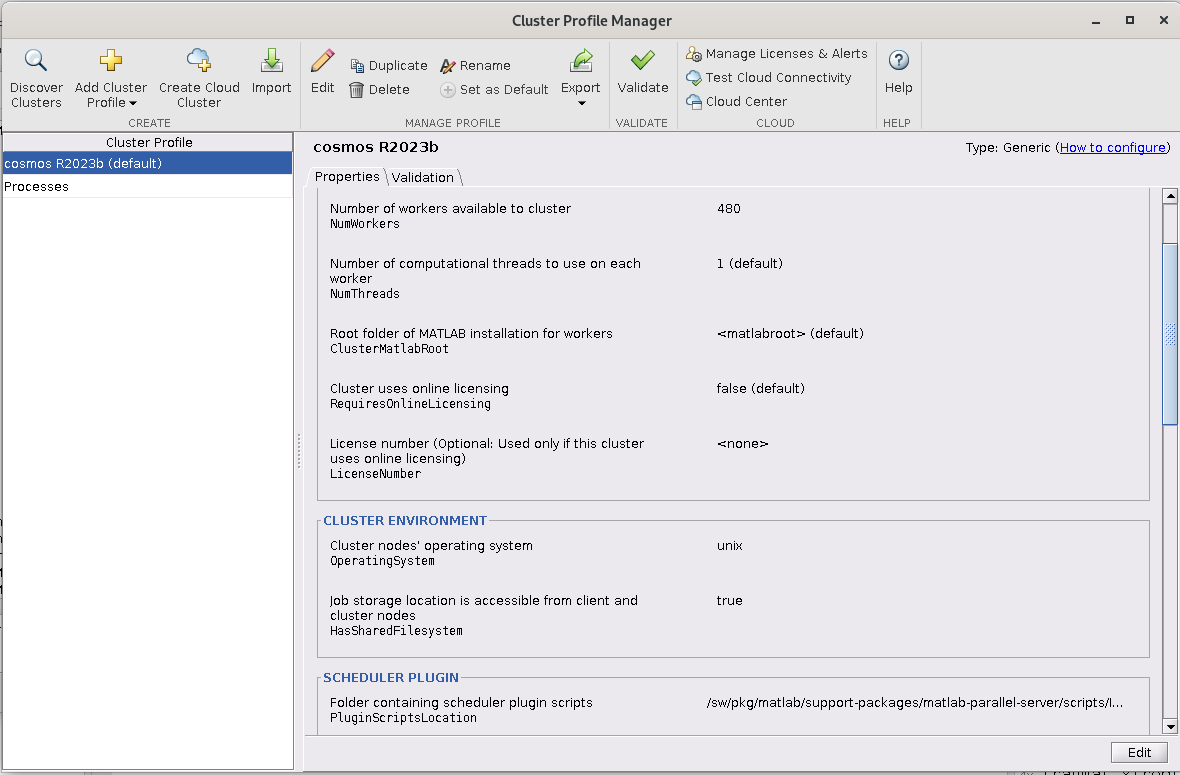 Cluster Profile Manager
Discover Clusters
Add Cluster Profile
Create Cloud Cluster
Import
CREATE
Edit
Duplicate
Delete
Rename
Set as Default
Export
MANAGE PROFILE
Validate
VALIDATE
Manage Licenses & Alerts
Test Cloud Connectivity
Cloud Center
CLOUD
Help
HELP
Cluster Profile
cosmos R2023b (default)
Processes
cosmos R2023b
Type: Generic (How to configure)
Properties
Validation
Number of workers available to cluster 480
NumWorkers
Number of computational threads to use on each 1 (default)
worker
NumThreads
Root folder of MATLAB installation for workers <matlabroot> (default)
ClusterMatlabRoot
Cluster uses online licensing false (default)
RequiresOnlineLicensing
License number (Optional: Used only if this cluster <none>
uses online licensing)
LicenseNumber
CLUSTER ENVIRONMENT
Cluster nodes' operating system unix
OperatingSystem
Job storage location is accessible from client and true
cluster nodes
HasSharedFilesystem
SCHEDULER PLUGIN
Folder containing scheduler plugin scripts /sw/pkg/matlab/support-packages/matlab-parallel-server/scripts/I...
PluginScriptsLocation
Edit